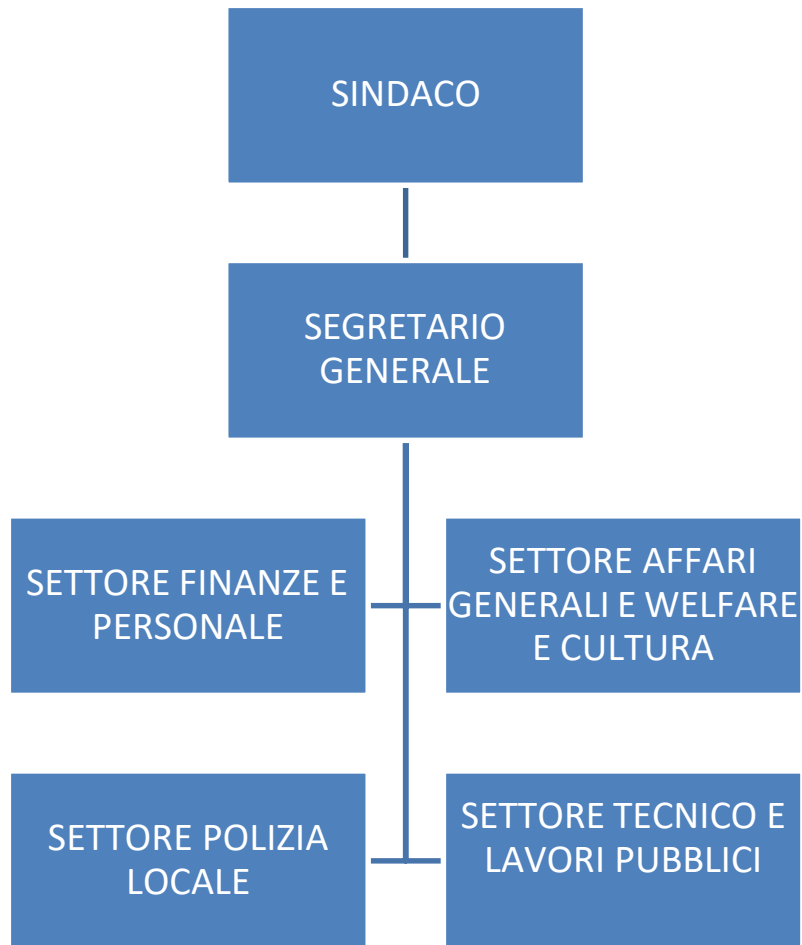 SINDACO
SEGRETARIO
GENERALE
SETTORE FINANZE E
PERSONALE
SETTORE AFFARI
GENERALI E WELFARE
E CULTURA
SETTORE POLIZIA
LOCALE
SETTORE TECNICO E
LAVORI PUBBLICI